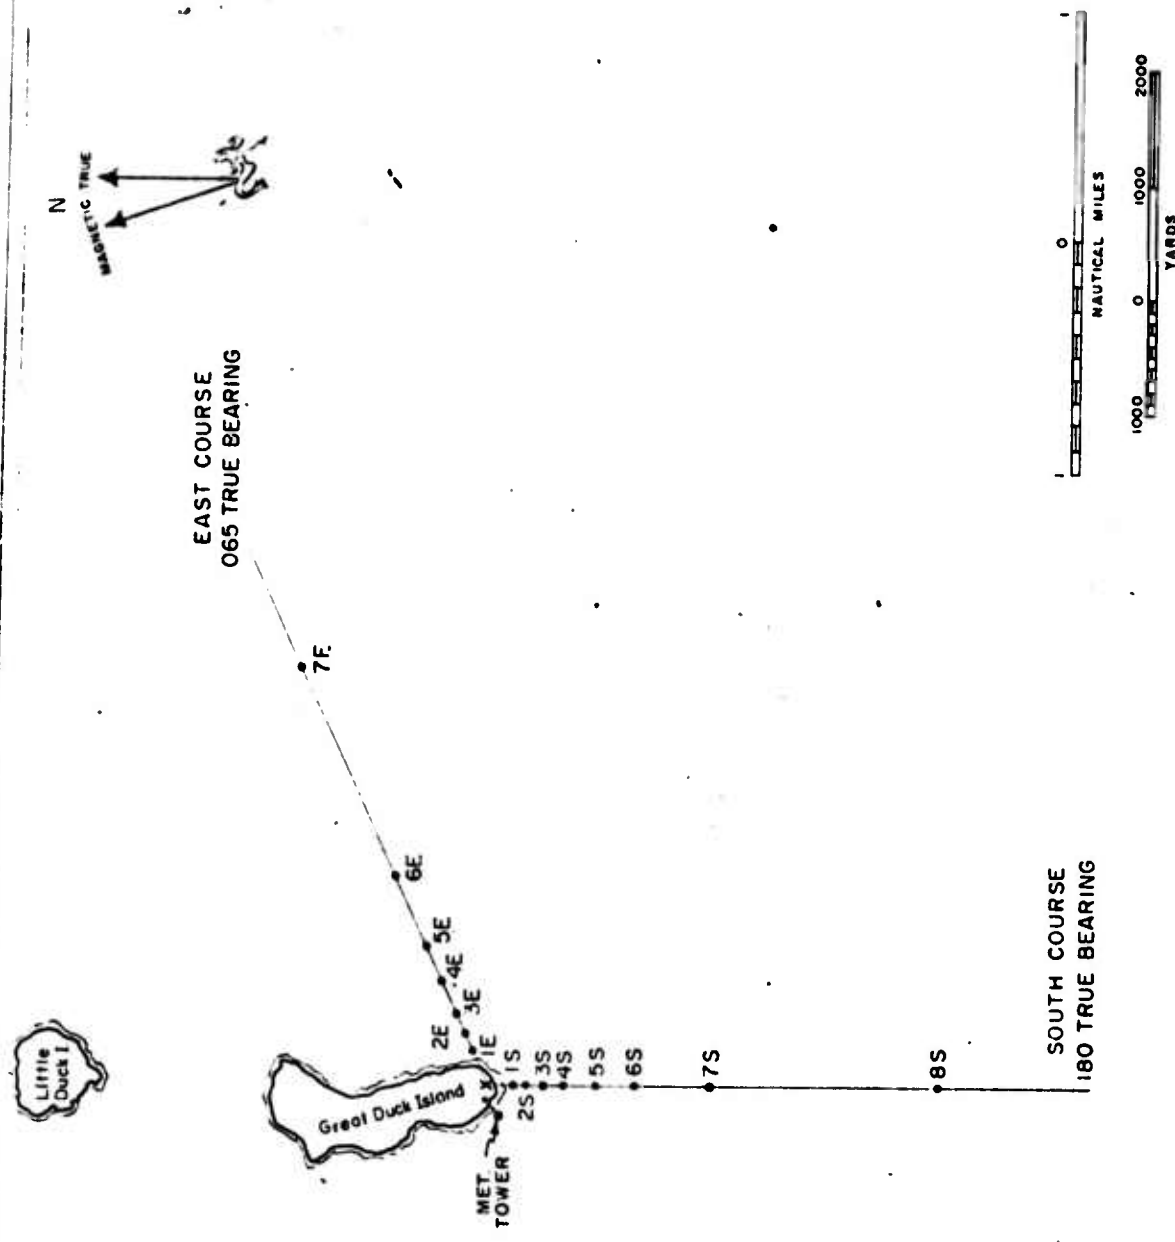 N
MAGNETIC TRUE
EAST COURSE
065 TRUE BEARING
7E
6E
5E
4E
3E
2E
1E
Little
Duck I
Great Duck Island
X
MET.
TOWER
1S
2S
3S
4S
5S
6S
7S
8S
SOUTH COURSE
180 TRUE BEARING
1 0 1
NAUTICAL MILES
1000 0 1000 2000
YARDS